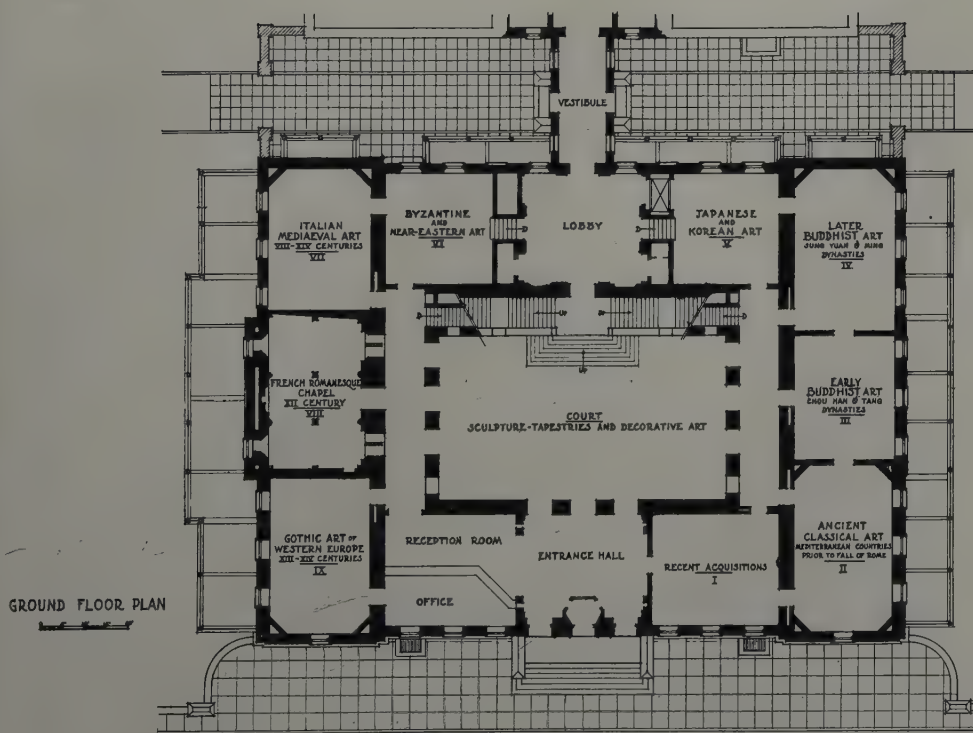 VESTIBULE
ITALIAN
MEDIAEVAL ART
VIII-XIV CENTURIES
VII
BYZANTINE
AND
NEAR-EASTERN ART
VI
D
LOBBY
D
JAPANESE
AND
KOREAN ART
V
LATER
BUDDHIST ART
SUNG YUAN & MING
DYNASTIES
IV
D
UP
UP
D
UP
FRENCH ROMANESQUE
CHAPEL
XII CENTURY
VIII
COURT
SCULPTURE-TAPESTRIES AND DECORATIVE ART
EARLY
BUDDHIST ART
CHOU HAN & TANG
DYNASTIES
III
GOTHIC ART OF
WESTERN EUROPE
XIII-XIV CENTURIES
IX
RECEPTION ROOM
OFFICE
ENTRANCE HALL
RECENT ACQUISITIONS
I
ANCIENT
CLASSICAL ART
MEDITERRANEAN COUNTRIES
PRIOR TO FALL OF ROME
II
GROUND FLOOR PLAN